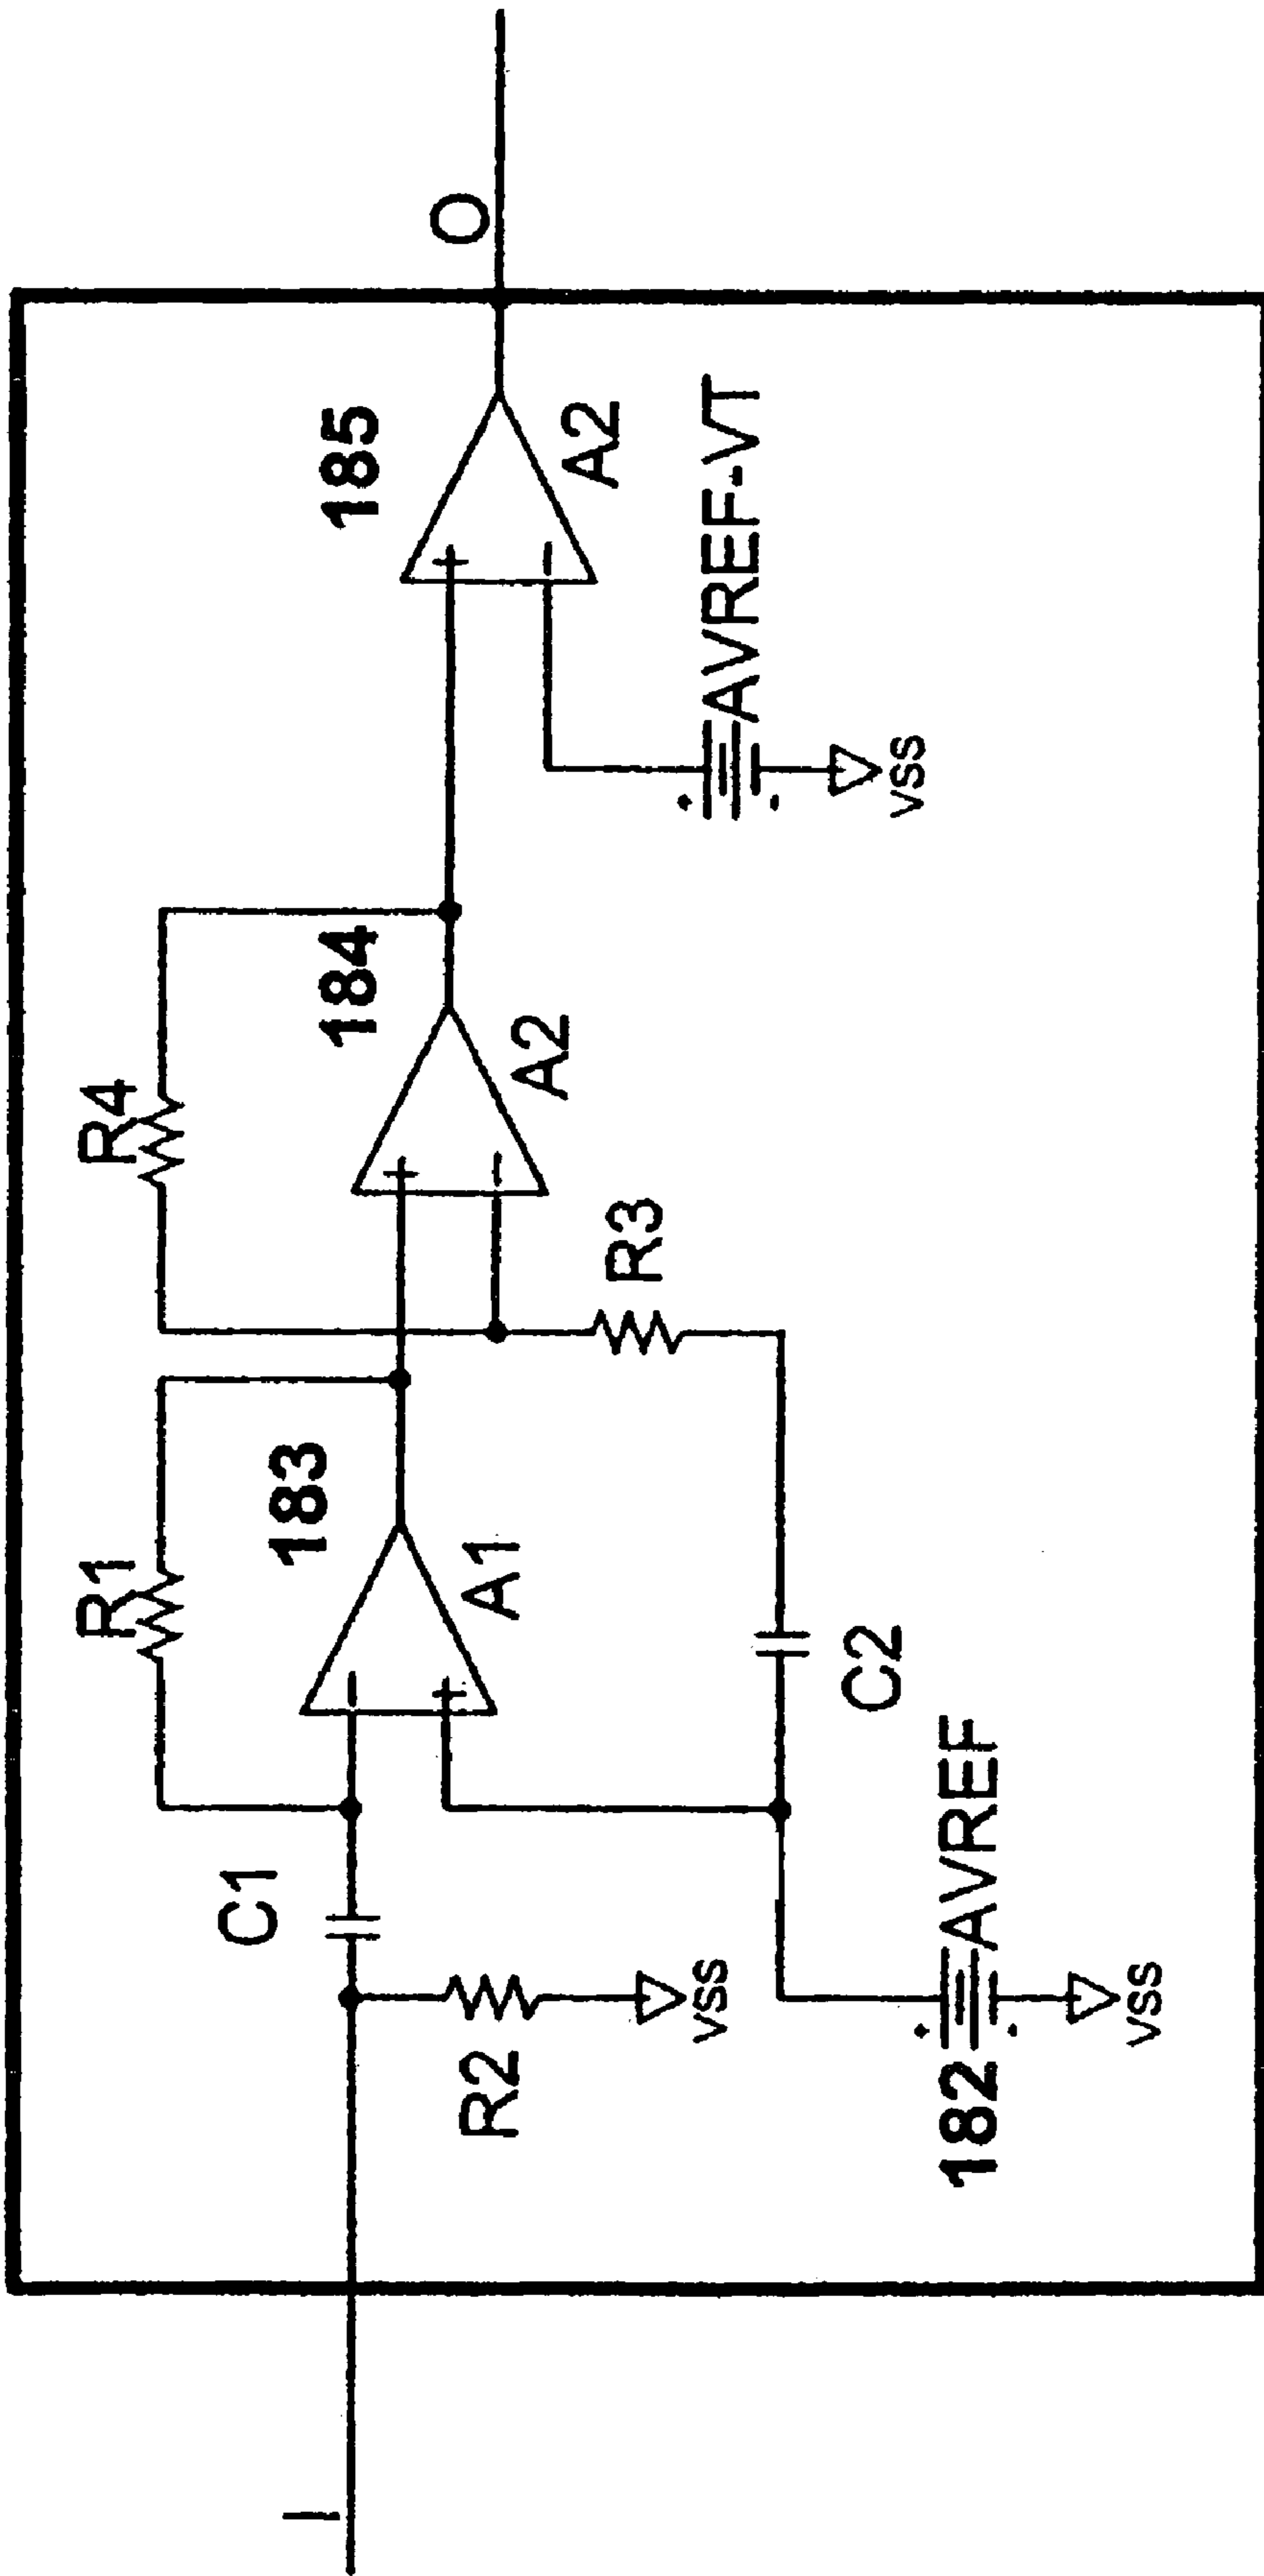 I
O
R1
R4
183
184
185
C1
A1
A2
A2
R2
VSS
R3
C2
182
AVREF
VSS
AVREF-VT
VSS